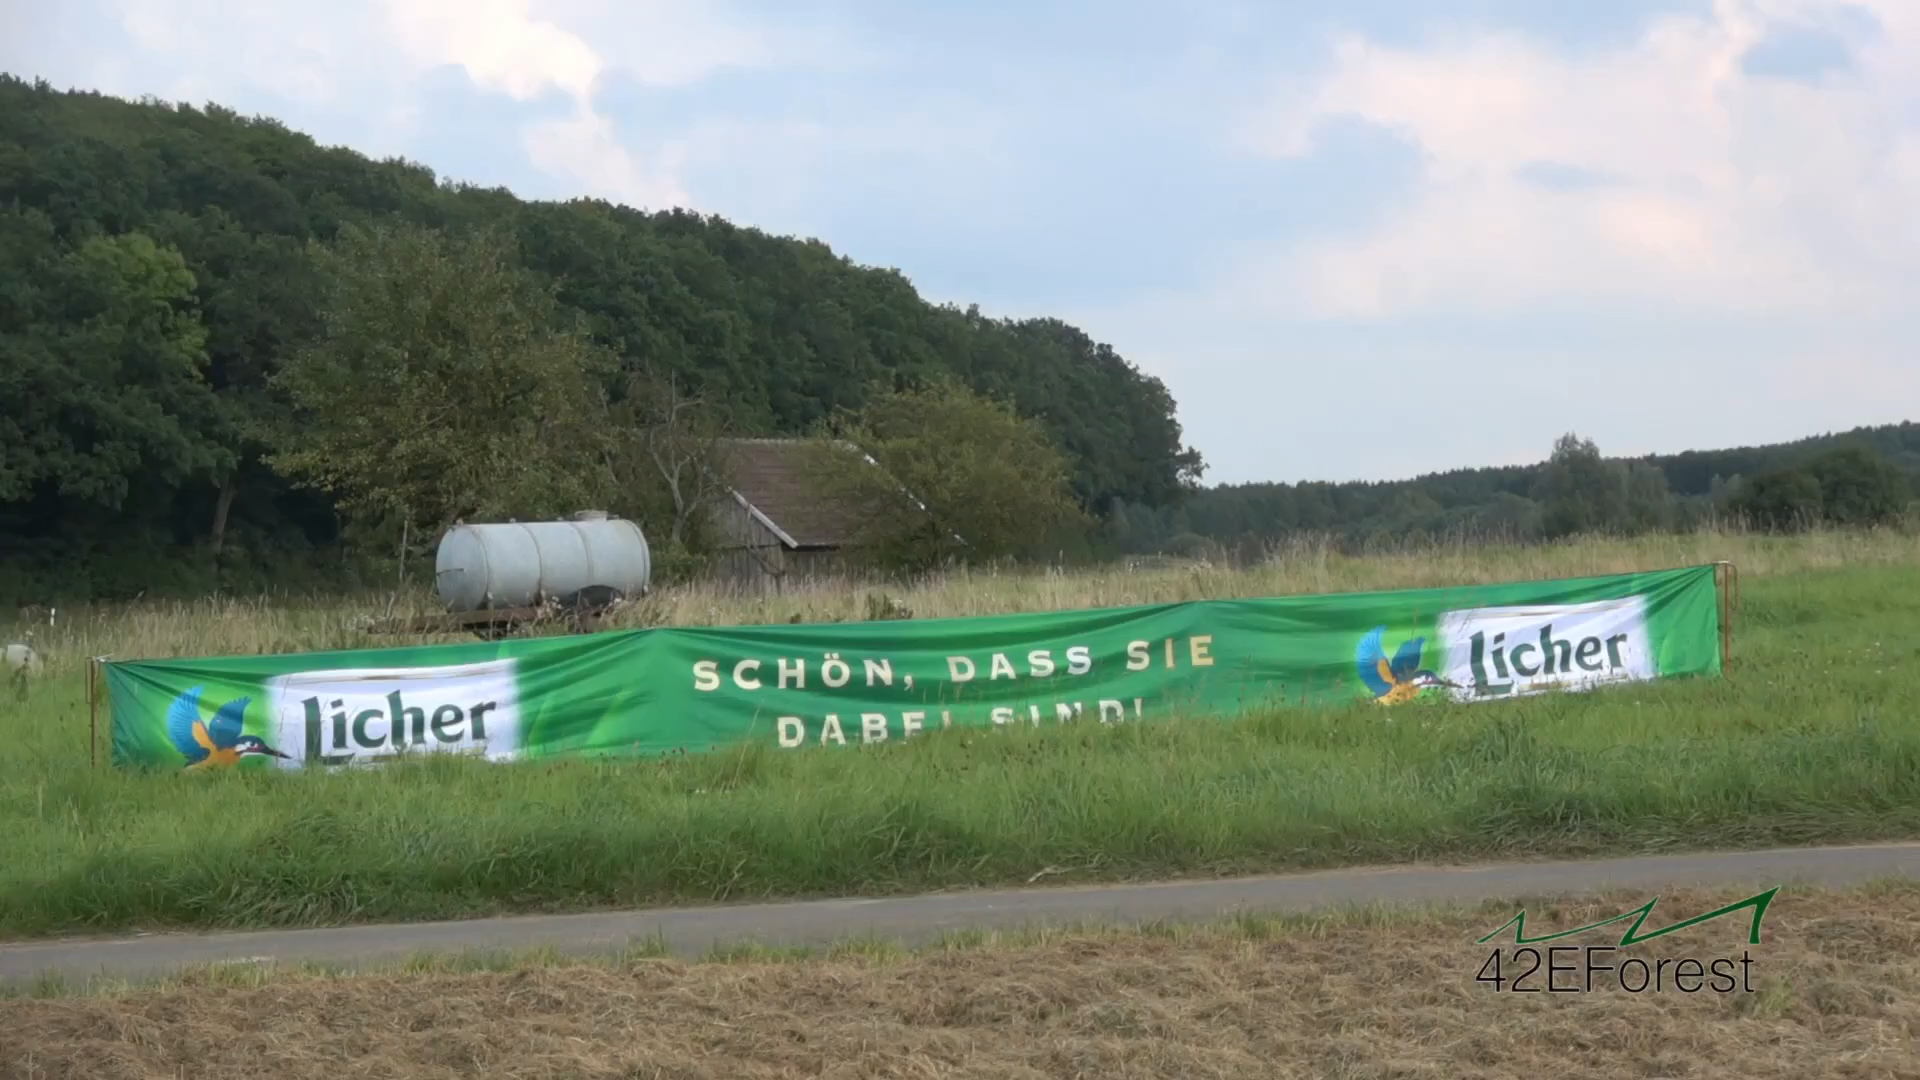 Licher
SCHÖN, DASS SIE
DABEI SIND!
Licher
42EForest